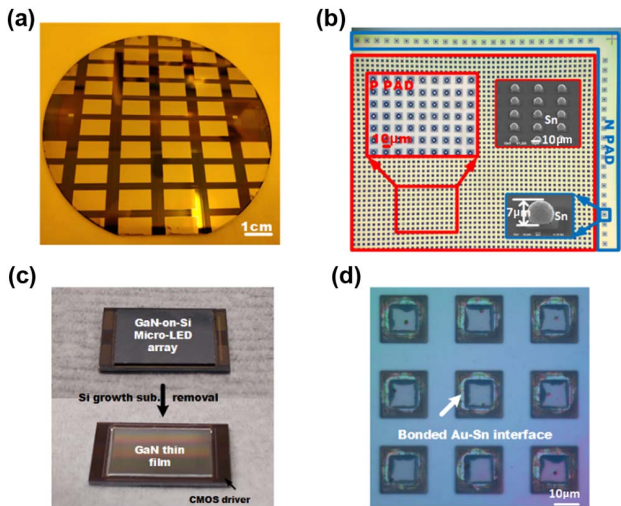 (a)
1cm
(b)
P PAD
10μm
Sn
10μm
N PAD
7μm
Sn
(c)
GaN-on-Si
Micro-LED
array
Si growth sub. removal
GaN thin
film
CMOS driver
(d)
Bonded Au-Sn interface
10μm